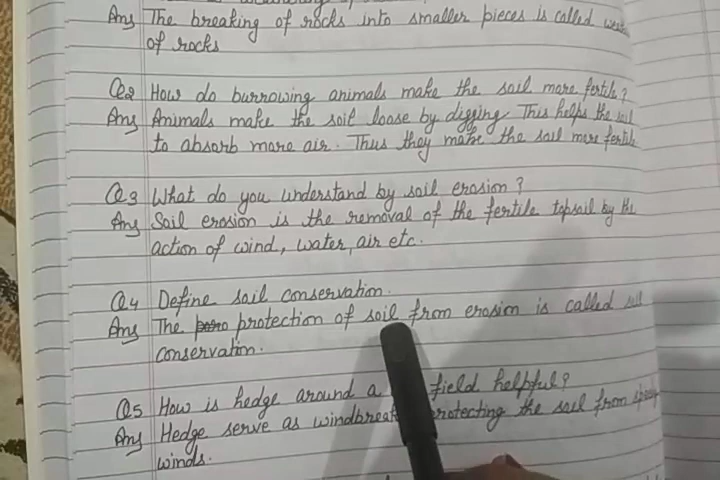 Ans The breaking of rocks into smaller pieces is called
of rocks
Q2 How do burrowing animals make the soil more fertile?
Ans Animals make the soil loose by digging. This helps the soil
to absorb more air. Thus they make the soil more fertile
Q3 What do you understand by soil erosion?
Ans Soil erosion is the removal of the fertile topsoil by the
action of wind, water, air etc.
Q4 Define soil conservation.
Ans The protection of soil from erosion is called soil
conservation.
Q5 How is hedge around a field helpful?
Ans Hedge serve as windbreak protecting the soil from
winds.